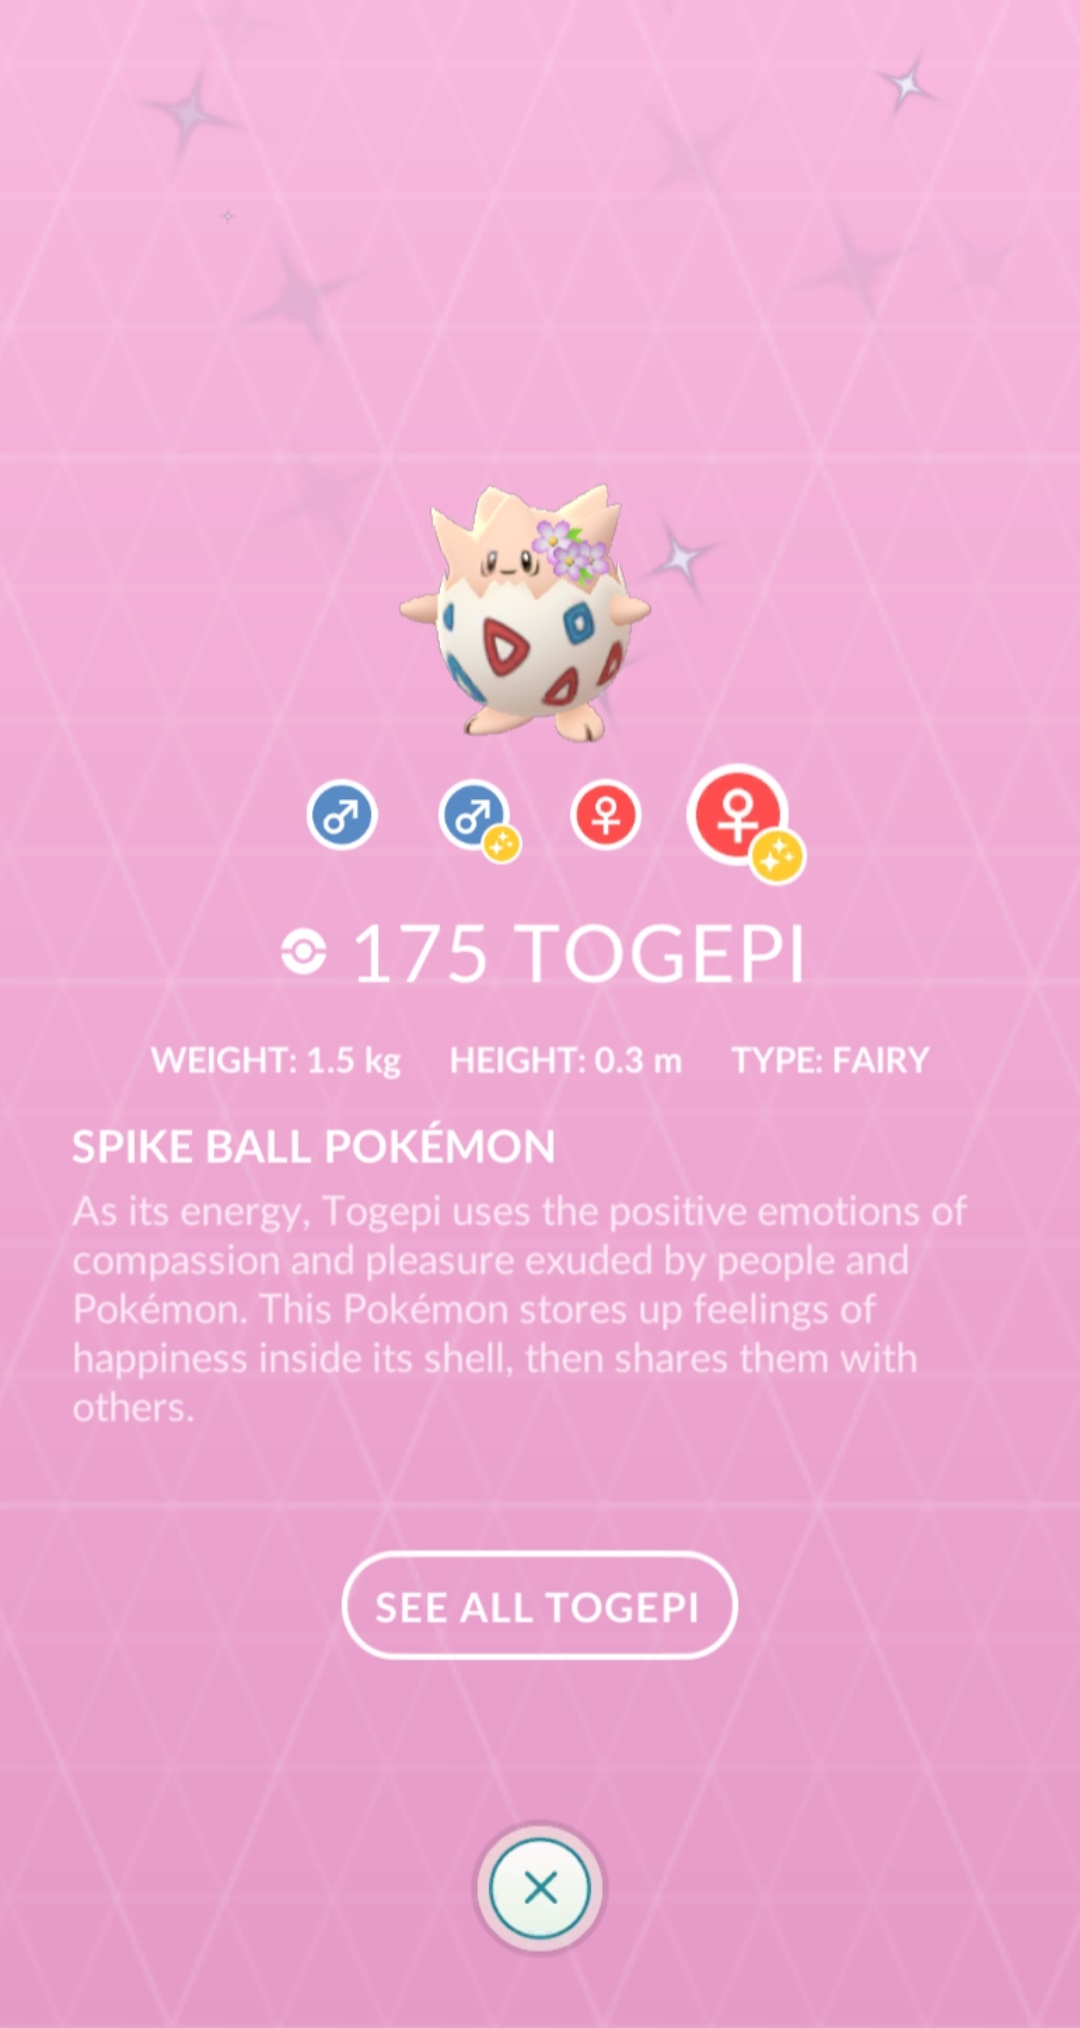 175 TOGEPI
WEIGHT: 1.5 kg HEIGHT: 0.3 m TYPE: FAIRY
SPIKE BALL POKÉMON
As its energy, Togepi uses the positive emotions of
compassion and pleasure exuded by people and
Pokémon. This Pokémon stores up feelings of
happiness inside its shell, then shares them with
others.
SEE ALL TOGEPI